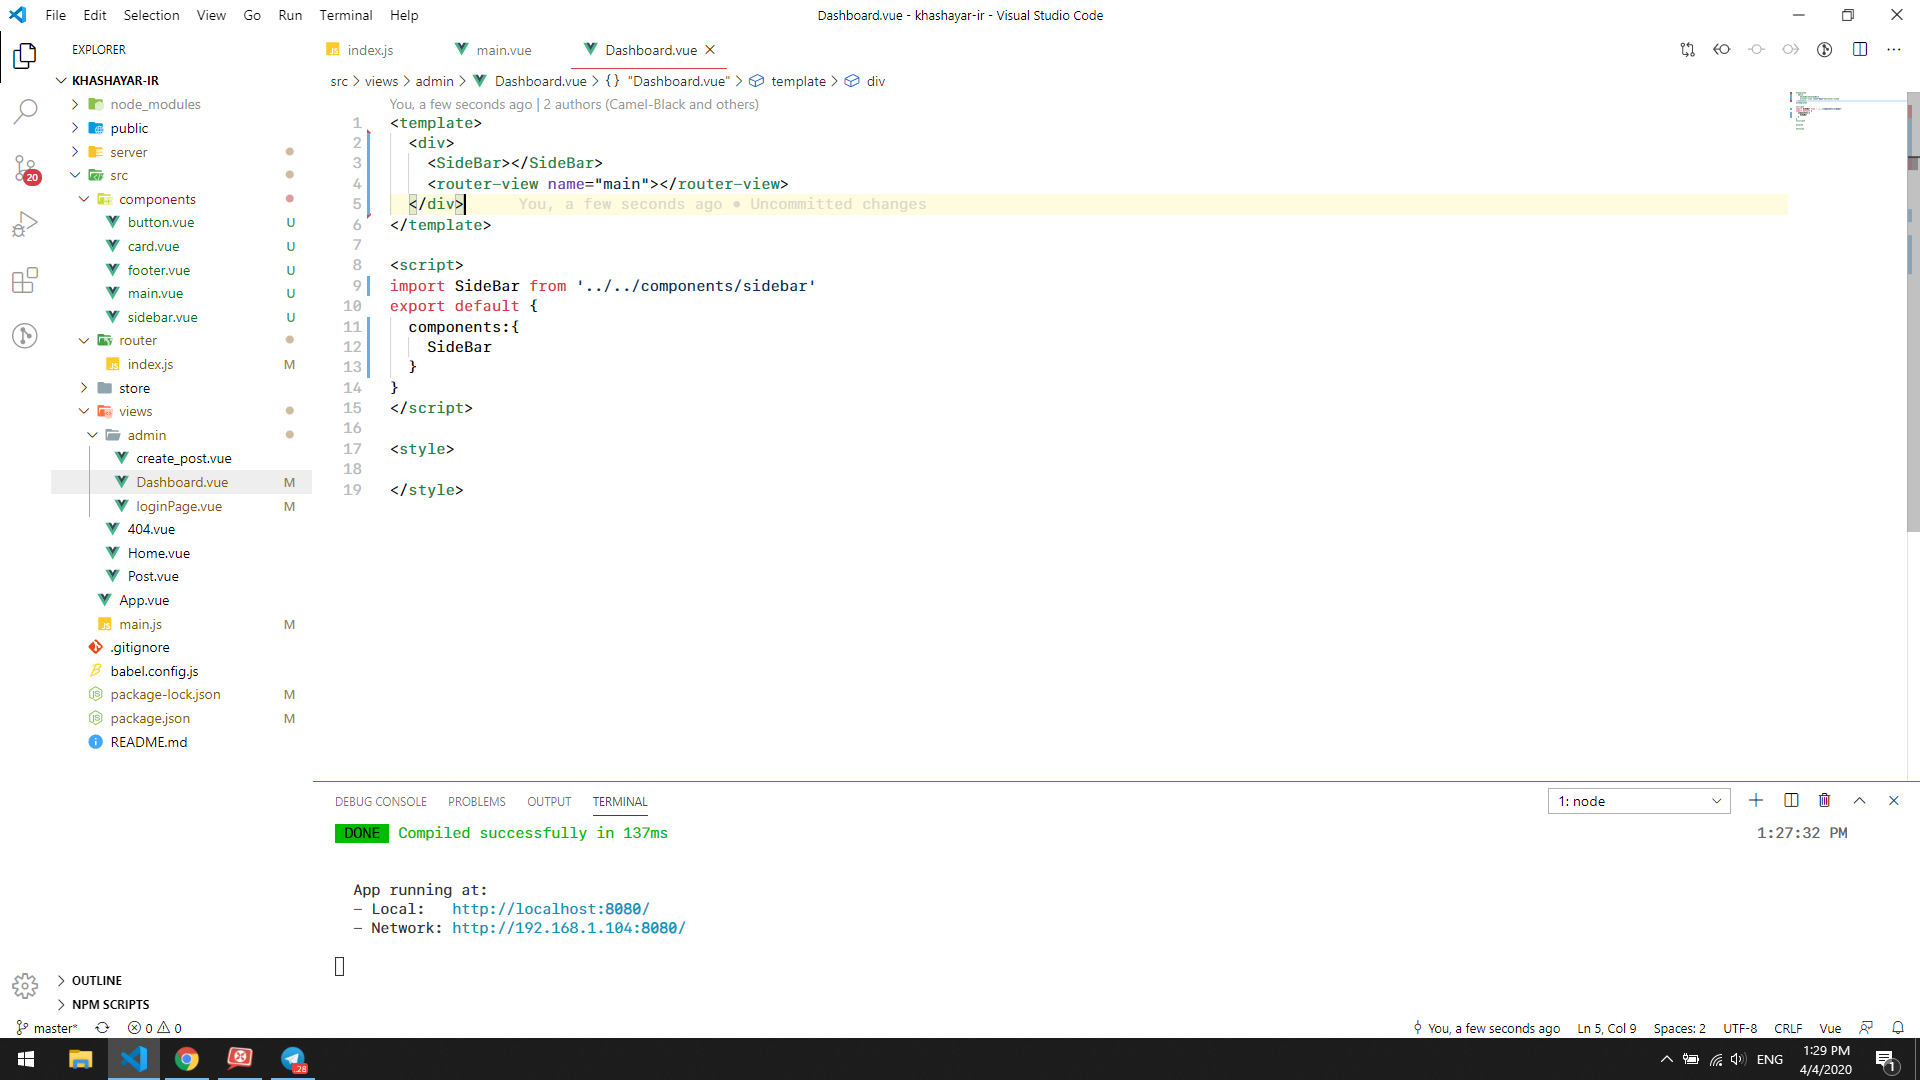 File Edit Selection View Go Run Terminal Help
Dashboard.vue - khashayar-ir - Visual Studio Code
EXPLORER
index.js
main.vue
Dashboard.vue
KHASHAYAR-IR
src > views > admin > Dashboard.vue > {} "Dashboard.vue" > template > div
node_modules
public
server
src
components
button.vue U
card.vue U
footer.vue U
main.vue U
sidebar.vue U
router
index.js M
store
views
admin
create_post.vue
Dashboard.vue M
loginPage.vue M
404.vue
Home.vue
Post.vue
App.vue
main.js M
.gitignore
babel.config.js
package-lock.json M
package.json M
README.md
20
OUTLINE
NPM SCRIPTS
You, a few seconds ago | 2 authors (Camel-Black and others)
1 <template>
2 <div>
3 <SideBar></SideBar>
4 <router-view name="main"></router-view>
5 </div> You, a few seconds ago • Uncommitted changes
6 </template>
7
8 <script>
9 import SideBar from '../../components/sidebar'
10 export default {
11 components:{
12 SideBar
13 }
14 }
15 </script>
16
17 <style>
18
19 </style>
DEBUG CONSOLE PROBLEMS OUTPUT TERMINAL
1: node
DONE Compiled successfully in 137ms 1:27:32 PM
App running at:
- Local: http://localhost:8080/
- Network: http://192.168.1.104:8080/
master* 0 0
You, a few seconds ago Ln 5, Col 9 Spaces: 2 UTF-8 CRLF Vue
.28
ENG
1:29 PM
4/4/2020
1